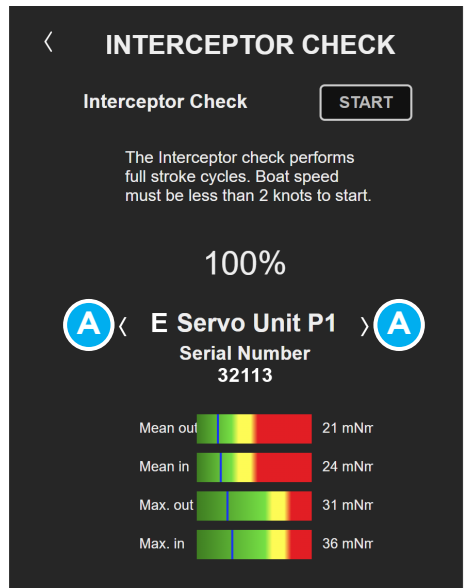 INTERCEPTOR CHECK
Interceptor Check START
The Interceptor check performs
full stroke cycles. Boat speed
must be less than 2 knots to start.
100%
A E Servo Unit P1 A
Serial Number
32113
Mean out 21 mNm
Mean in 24 mNm
Max. out 31 mNm
Max. in 36 mNm